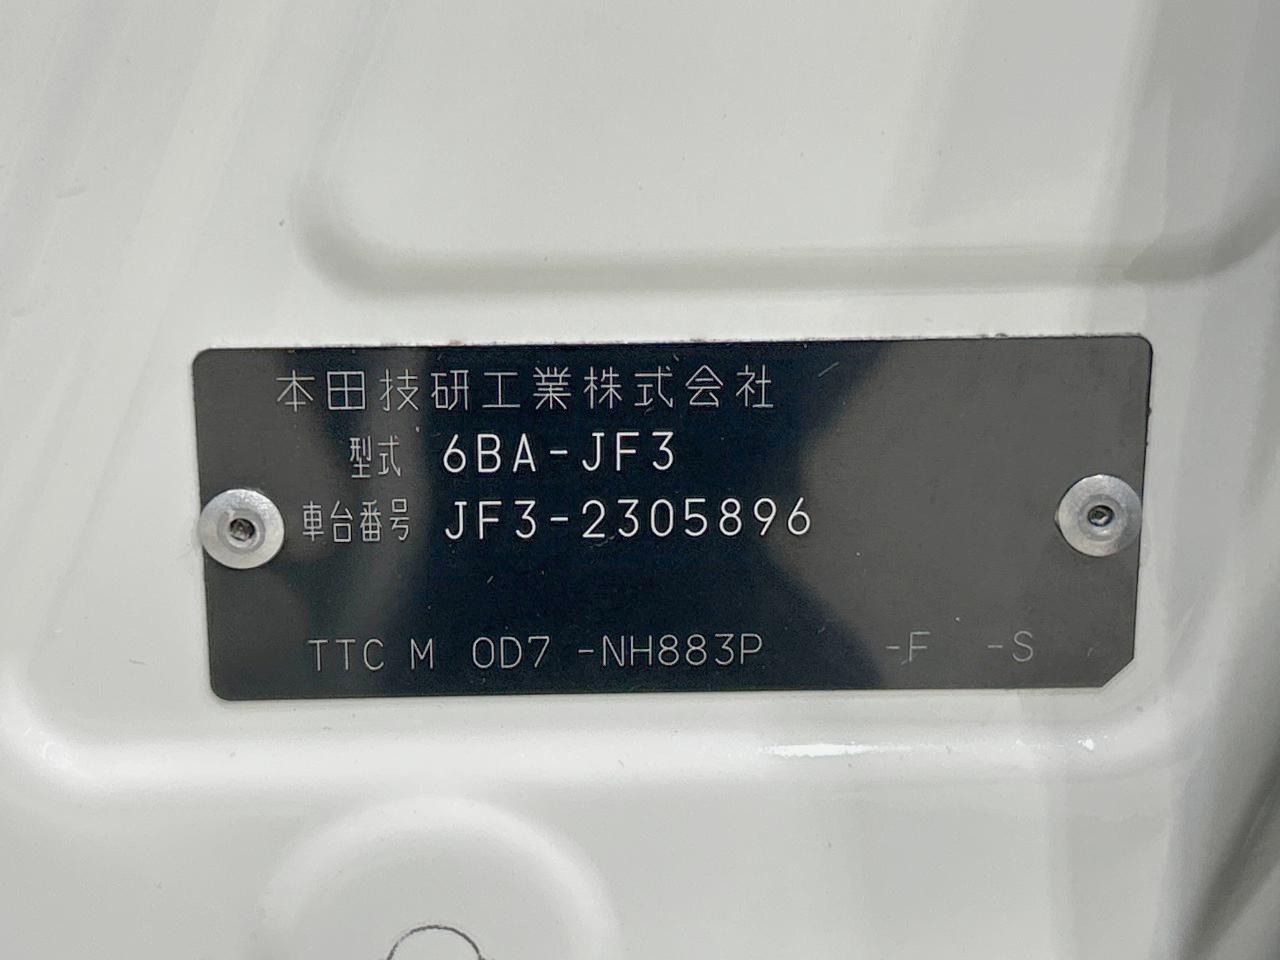 本田技研工業株式会社
型式 6BA-JF3
車台番号 JF3-2305896
TTC M 0D7 -NH883P -F -S